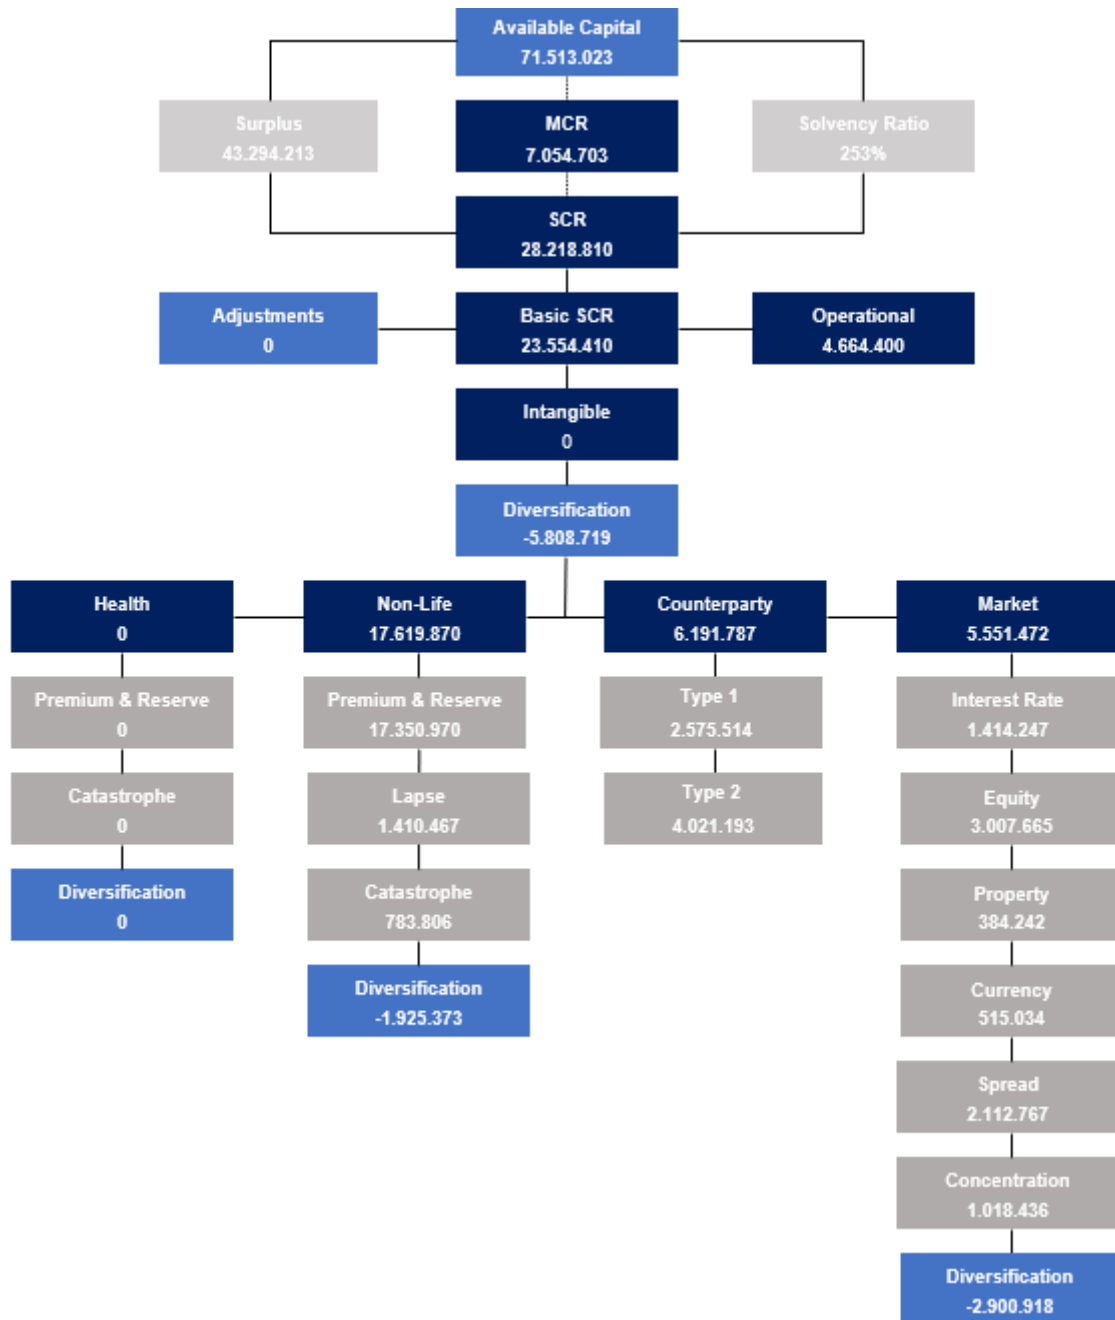 Available Capital
71.513.023
Surplus
43.294.213
MCR
7.054.703
Solvency Ratio
253%
SCR
28.218.810
Adjustments
0
Basic SCR
23.554.410
Operational
4.664.400
Intangible
0
Diversification
-5.808.719
Health
0
Non-Life
17.619.870
Counterparty
6.191.787
Market
5.551.472
Premium & Reserve
0
Premium & Reserve
17.350.970
Type 1
2.575.514
Interest Rate
1.414.247
Catastrophe
0
Lapse
1.410.467
Type 2
4.021.193
Equity
3.007.665
Diversification
0
Catastrophe
783.806
Property
384.242
Diversification
-1.925.373
Currency
515.034
Spread
2.112.767
Concentration
1.018.436
Diversification
-2.900.918